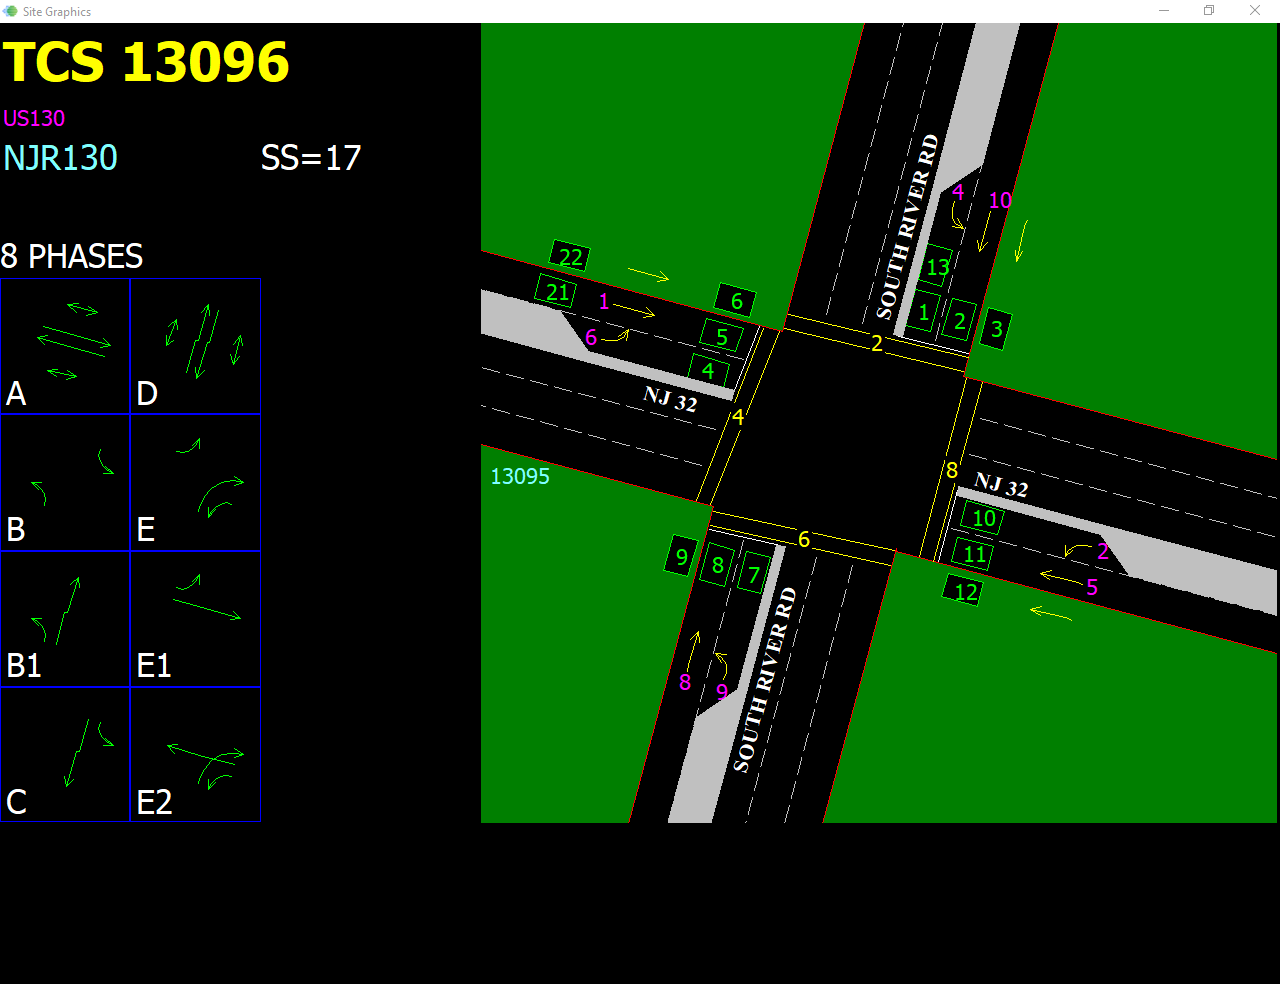 Site Graphics
TCS 13096
US130
NJR130
SS=17
8 PHASES
A
D
B
E
B1
E1
C
E2
SOUTH RIVER RD
4
10
13
1
2
3
22
21
1
6
6
5
4
NJ 32
2
4
13095
8
NJ 32
10
11
12
2
5
6
9
8
7
8
9
SOUTH RIVER RD